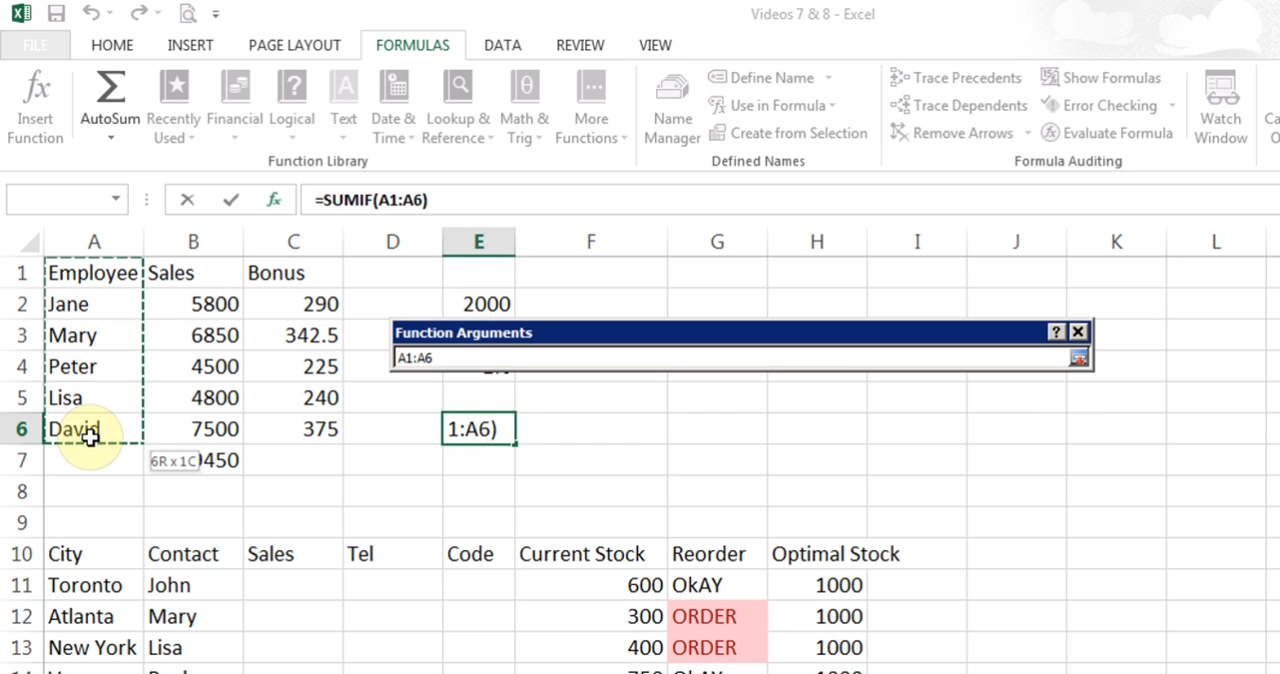 Videos 7 & 8 - Excel
FILE HOME INSERT PAGE LAYOUT FORMULAS DATA REVIEW VIEW
fx Insert Function
Σ AutoSum
Recently Used
Financial
Logical
Text
Date & Time
Lookup & Reference
Math & Trig
More Functions
Function Library
Name Manager
Define Name
Use in Formula
Create from Selection
Defined Names
Trace Precedents
Trace Dependents
Remove Arrows
Show Formulas
Error Checking
Evaluate Formula
Formula Auditing
Watch Window
fx =SUMIF(A1:A6)
A B C D E F G H I J K L
1 Employee Sales Bonus
2 Jane 5800 290 2000
3 Mary 6850 342.5
Function Arguments
A1:A6
4 Peter 4500 225
5 Lisa 4800 240
6 David 7500 375 1:A6)
7 6R x 1C 450
8
9
10 City Contact Sales Tel Code Current Stock Reorder Optimal Stock
11 Toronto John 600 OkAY 1000
12 Atlanta Mary 300 ORDER 1000
13 New York Lisa 400 ORDER 1000